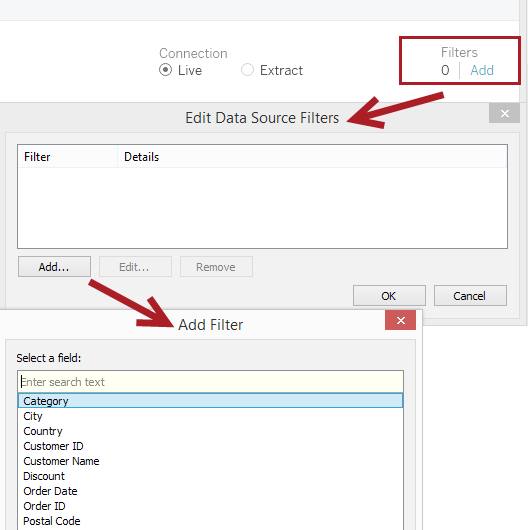 Connection
Live Extract
Filters
0 Add
Edit Data Source Filters
Filter Details
Add... Edit... Remove
OK Cancel
Add Filter
Select a field:
Enter search text
Category
City
Country
Customer ID
Customer Name
Discount
Order Date
Order ID
Postal Code